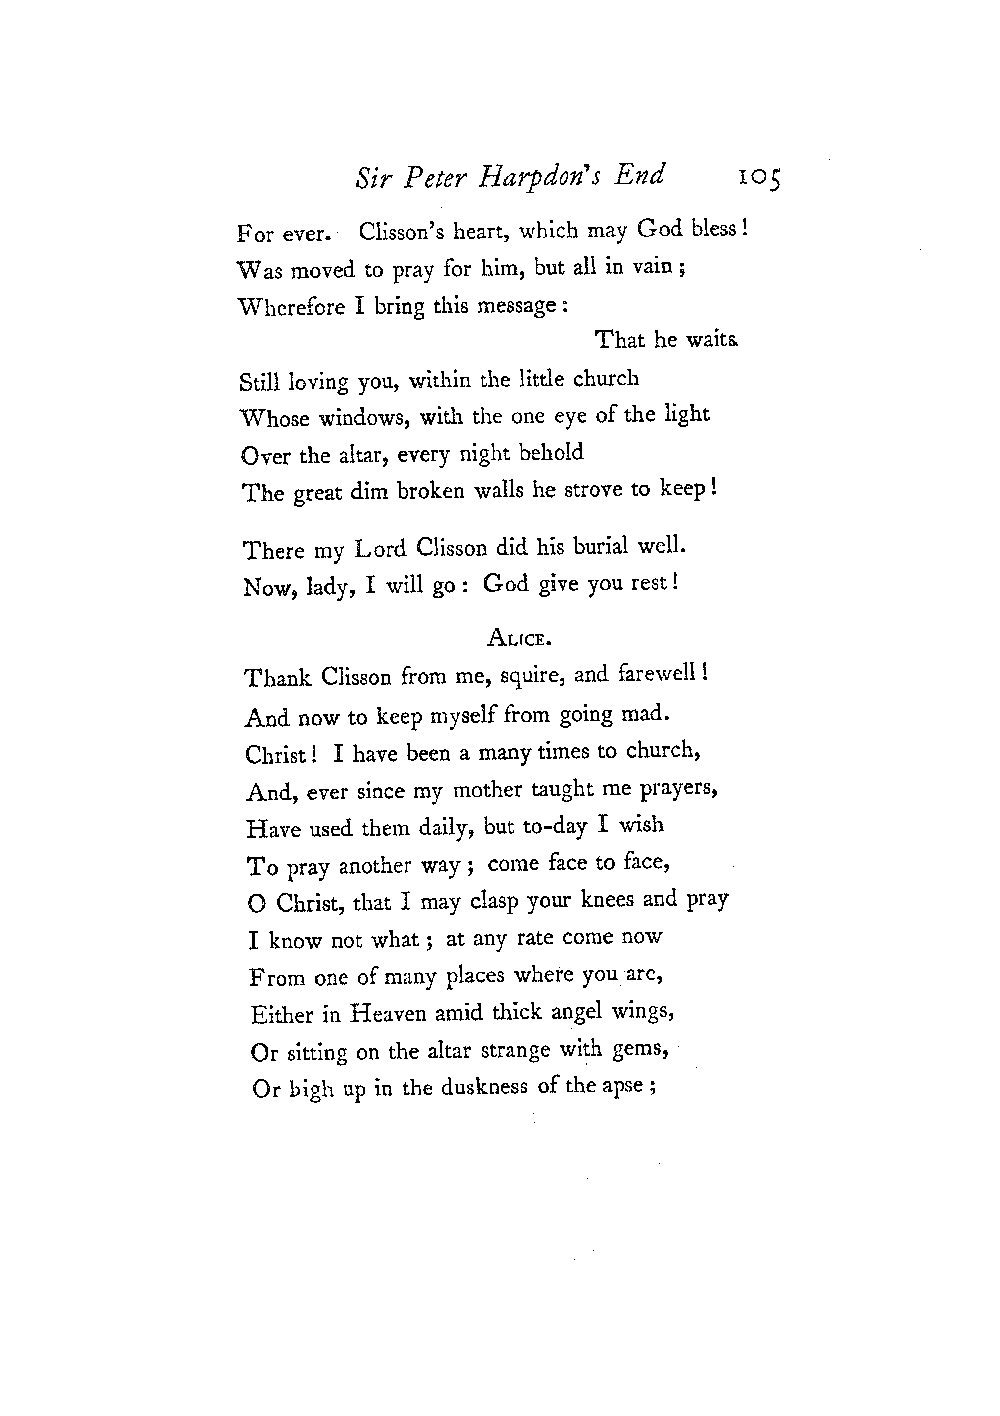 Sir Peter Harpdon's End 105
For ever. Clisson's heart, which may God bless!
Was moved to pray for him, but all in vain;
Wherefore I bring this message:
That he waits
Still loving you, within the little church
Whose windows, with the one eye of the light
Over the altar, every night behold
The great dim broken walls he strove to keep!
There my Lord Clisson did his burial well.
Now, lady, I will go: God give you rest!
ALICE.
Thank Clisson from me, squire, and farewell!
And now to keep myself from going mad.
Christ! I have been a many times to church,
And, ever since my mother taught me prayers,
Have used them daily, but to-day I wish
To pray another way; come face to face,
O Christ, that I may clasp your knees and pray
I know not what; at any rate come now
From one of many places where you are,
Either in Heaven amid thick angel wings,
Or sitting on the altar strange with gems,
Or high up in the duskness of the apse;